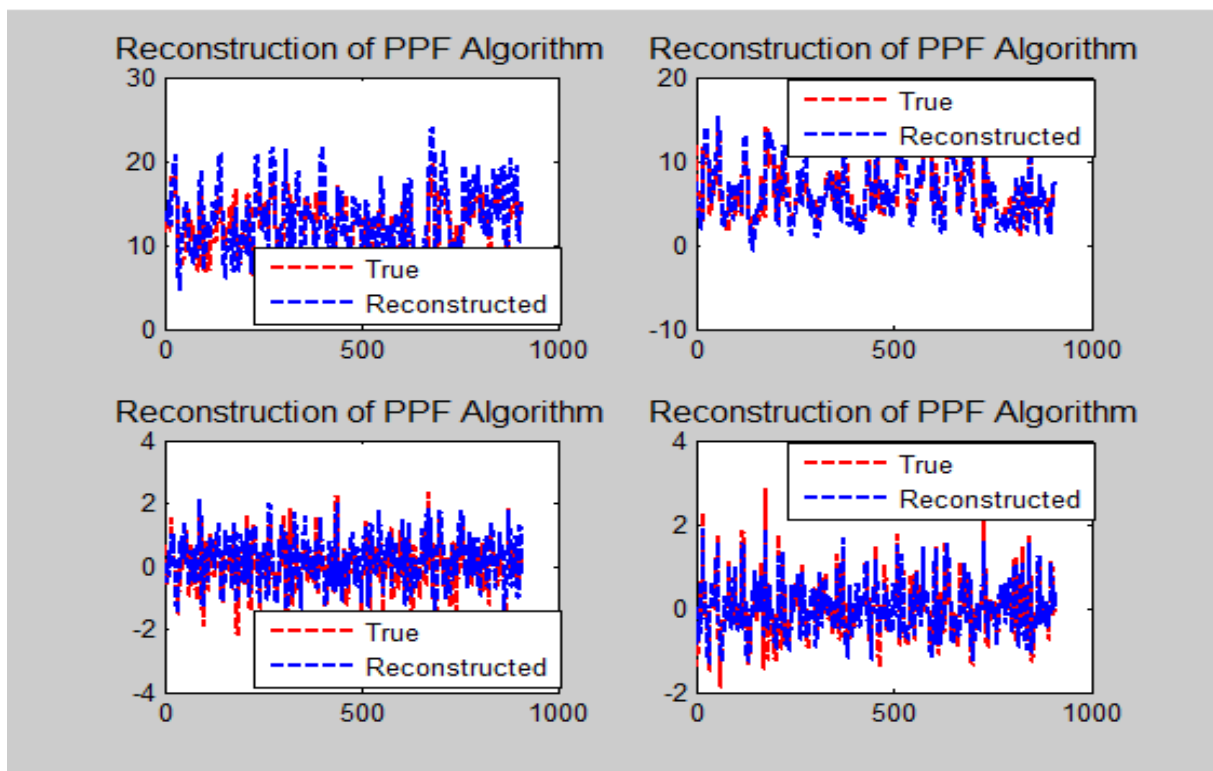 Reconstruction of PPF Algorithm
30
20
10
0
0 500 1000
True
Reconstructed
Reconstruction of PPF Algorithm
20
10
0
-10
0 500 1000
True
Reconstructed
Reconstruction of PPF Algorithm
4
2
0
-2
-4
0 500 1000
True
Reconstructed
Reconstruction of PPF Algorithm
4
2
0
-2
0 500 1000
True
Reconstructed